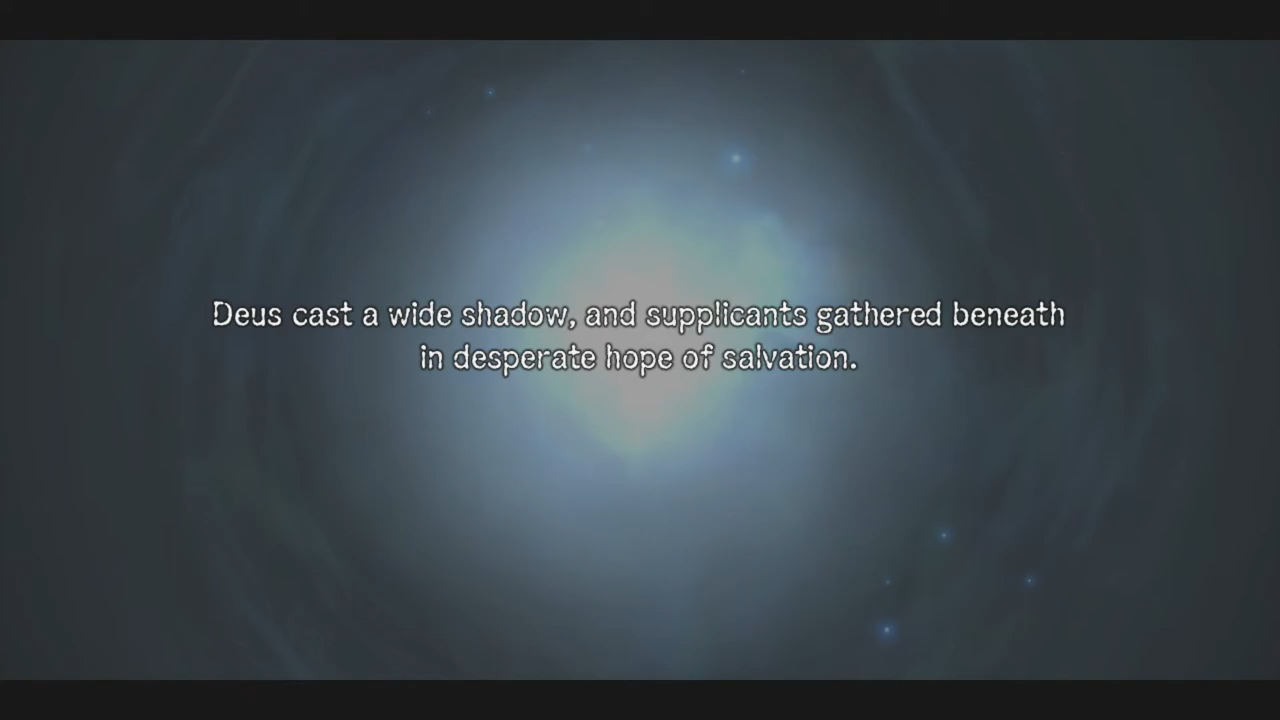 Deus cast a wide shadow, and supplicants gathered beneath
in desperate hope of salvation.